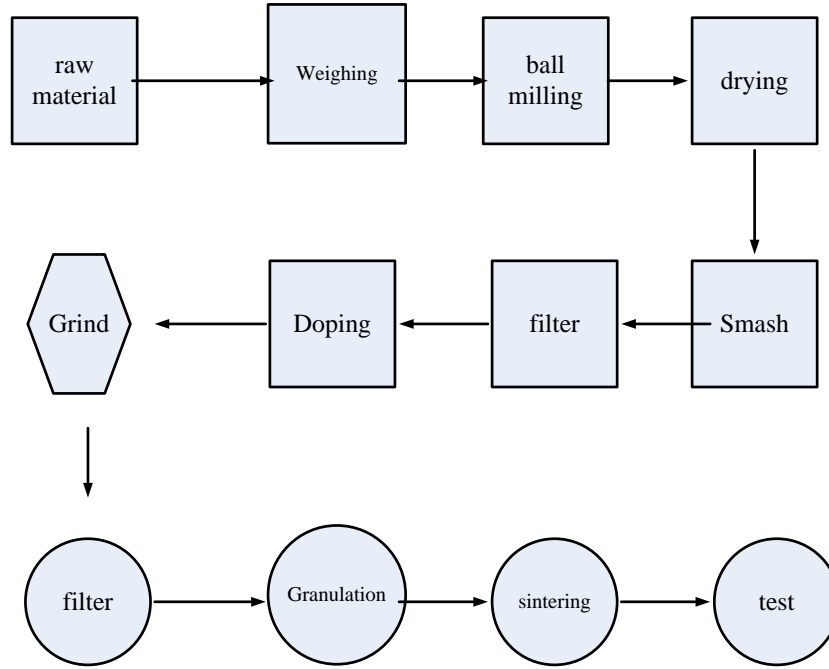 raw
material
Weighing
ball
milling
drying
Smash
filter
Doping
Grind
filter
Granulation
sintering
test